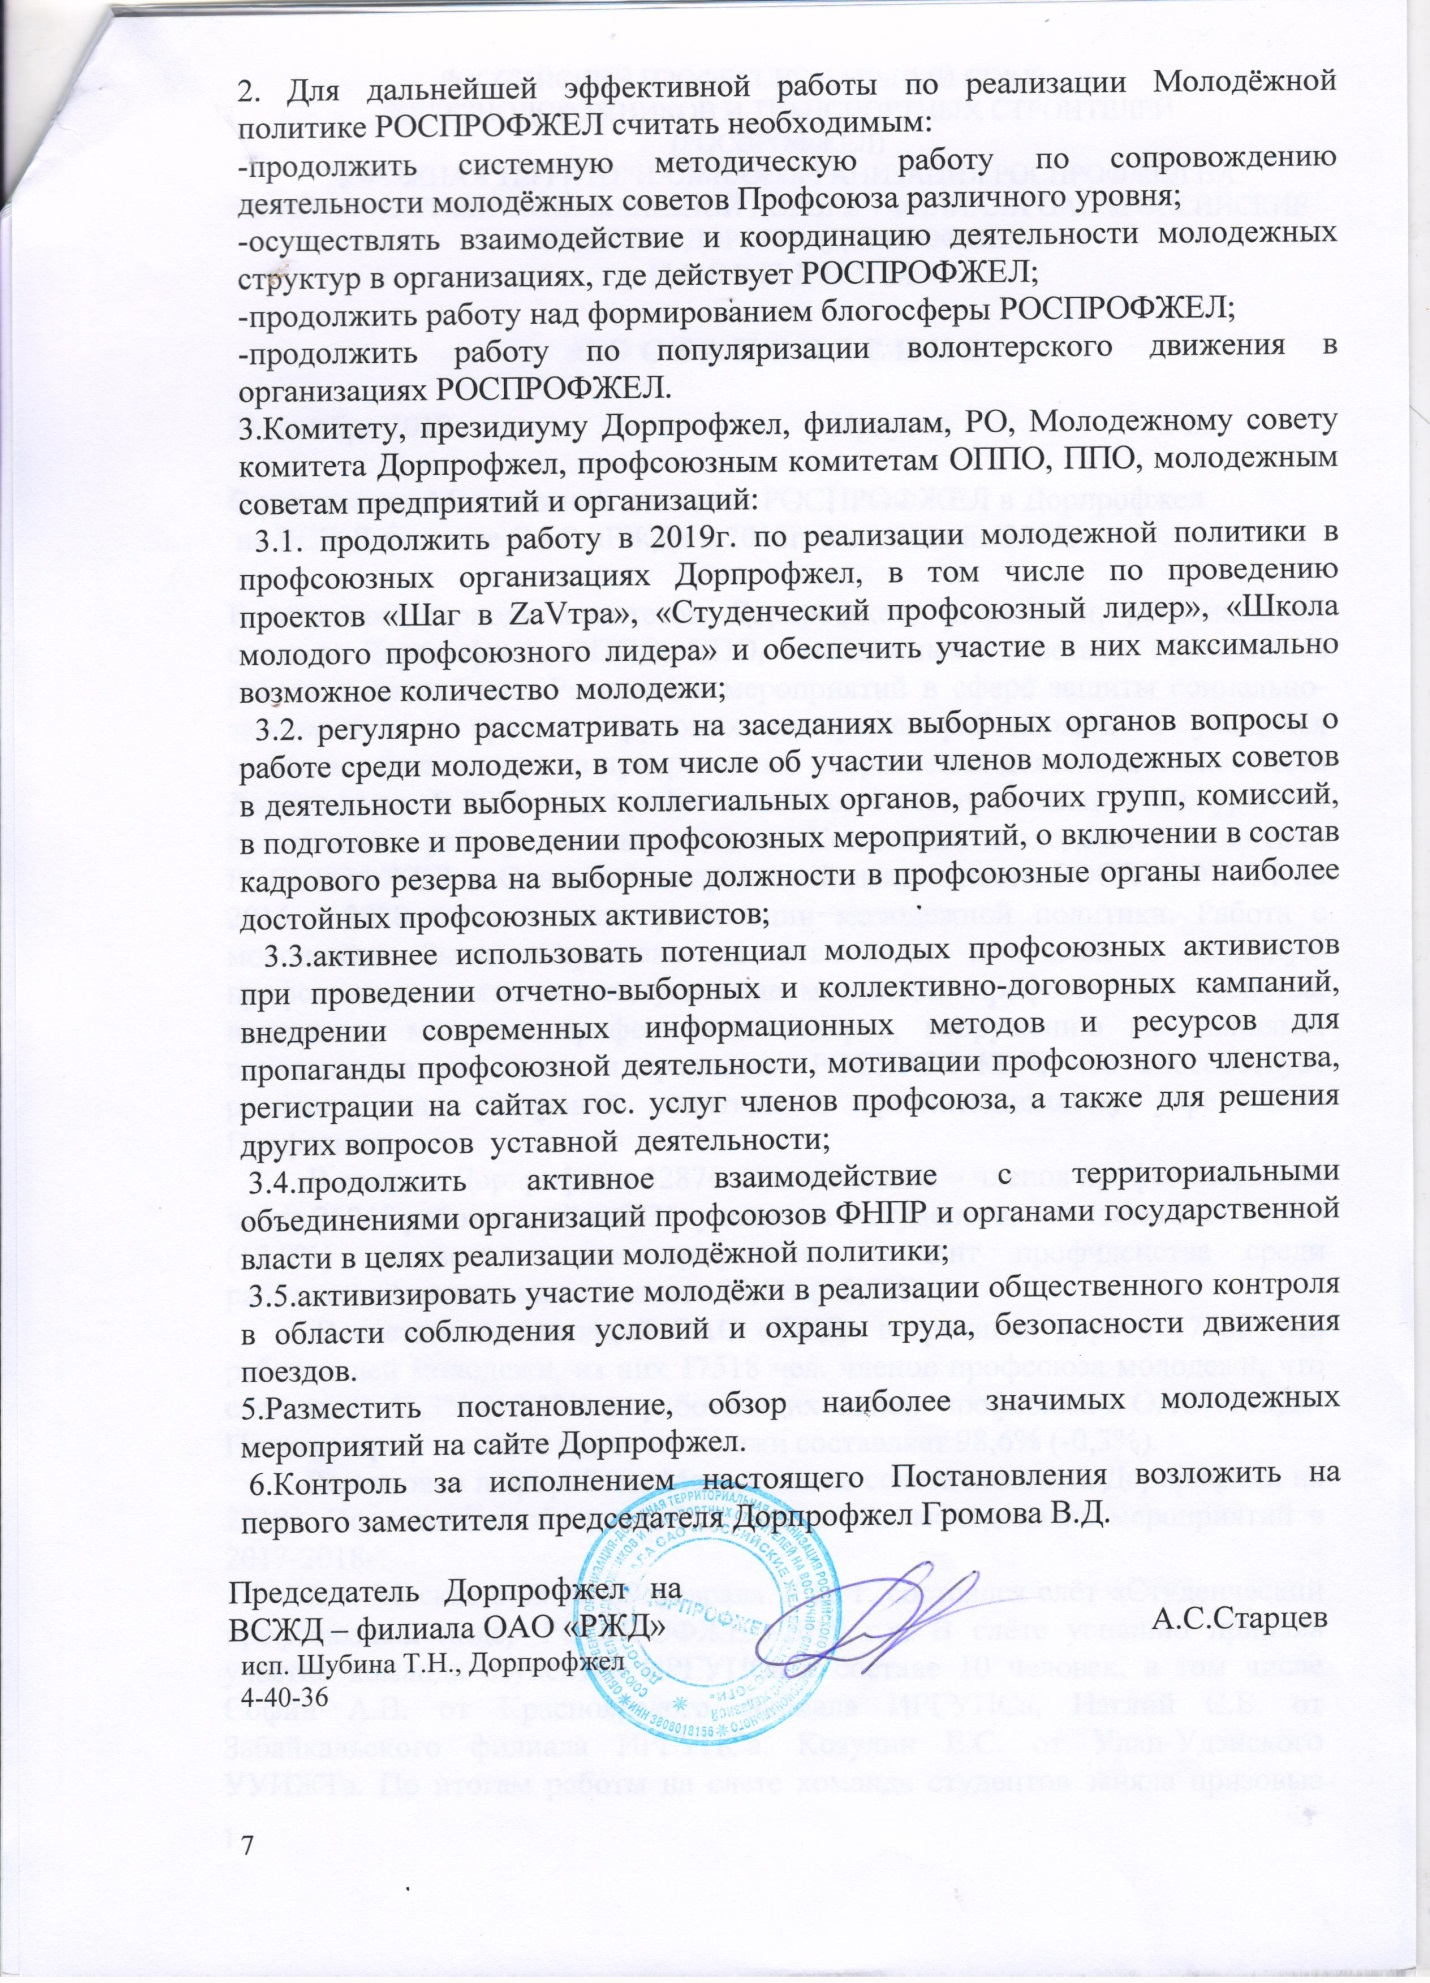 2. Для дальнейшей эффективной работы по реализации Молодёжной
политике РОСПРОФЖЕЛ считать необходимым:
-продолжить системную методическую работу по сопровождению
деятельности молодёжных советов Профсоюза различного уровня;
-осуществлять взаимодействие и координацию деятельности молодежных
структур в организациях, где действует РОСПРОФЖЕЛ;
-продолжить работу над формированием блогосферы РОСПРОФЖЕЛ;
-продолжить работу по популяризации волонтерского движения в
организациях РОСПРОФЖЕЛ.
3.Комитету, президиуму Дорпрофжел, филиалам, РО, Молодежному совету
комитета Дорпрофжел, профсоюзным комитетам ОППО, ППО, молодежным
советам предприятий и организаций:
3.1. продолжить работу в 2019г. по реализации молодежной политики в
профсоюзных организациях Дорпрофжел, в том числе по проведению
проектов «Шаг в ZaVтра», «Студенческий профсоюзный лидер», «Школа
молодого профсоюзного лидера» и обеспечить участие в них максимально
возможное количество молодежи;
3.2. регулярно рассматривать на заседаниях выборных органов вопросы о
работе среди молодежи, в том числе об участии членов молодежных советов
в деятельности выборных коллегиальных органов, рабочих групп, комиссий,
в подготовке и проведении профсоюзных мероприятий, о включении в состав
кадрового резерва на выборные должности в профсоюзные органы наиболее
достойных профсоюзных активистов;
3.3.активнее использовать потенциал молодых профсоюзных активистов
при проведении отчетно-выборных и коллективно-договорных кампаний,
внедрении современных информационных методов и ресурсов для
пропаганды профсоюзной деятельности, мотивации профсоюзного членства,
регистрации на сайтах гос. услуг членов профсоюза, а также для решения
других вопросов уставной деятельности;
3.4.продолжить активное взаимодействие с территориальными
объединениями организаций профсоюзов ФНПР и органами государственной
власти в целях реализации молодёжной политики;
3.5.активизировать участие молодёжи в реализации общественного контроля
в области соблюдения условий и охраны труда, безопасности движения
поездов.
5.Разместить постановление, обзор наиболее значимых молодежных
мероприятий на сайте Дорпрофжел.
6.Контроль за исполнением настоящего Постановления возложить на
первого заместителя председателя Дорпрофжел Громова В.Д.
Председатель Дорпрофжел на
ВСЖД – филиала ОАО «РЖД»
А.С.Старцев
исп. Шубина Т.Н., Дорпрофжел
4-40-36
ДОРПРОФЖЕЛ
ИНН 3808018156
7